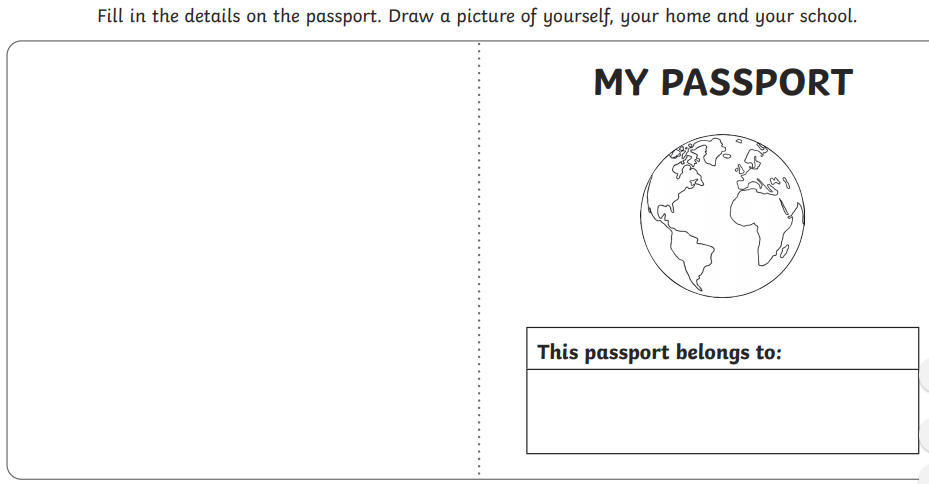 Fill in the details on the passport. Draw a picture of yourself, your home and your school.
MY PASSPORT
This passport belongs to: